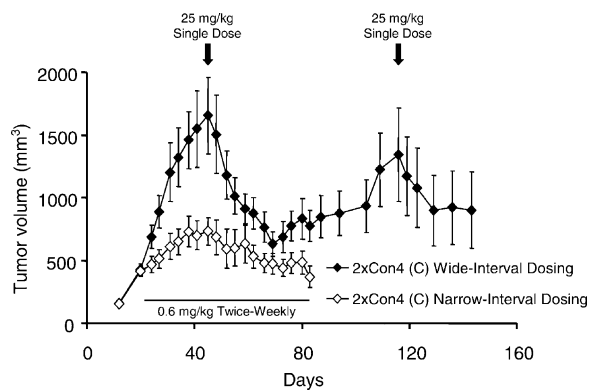 25 mg/kg
Single Dose
25 mg/kg
Single Dose
2000
1500
1000
500
0
Tumor volume (mm³)
2xCon4 (C) Wide-Interval Dosing
2xCon4 (C) Narrow-Interval Dosing
0.6 mg/kg Twice-Weekly
0 40 80 120 160
Days